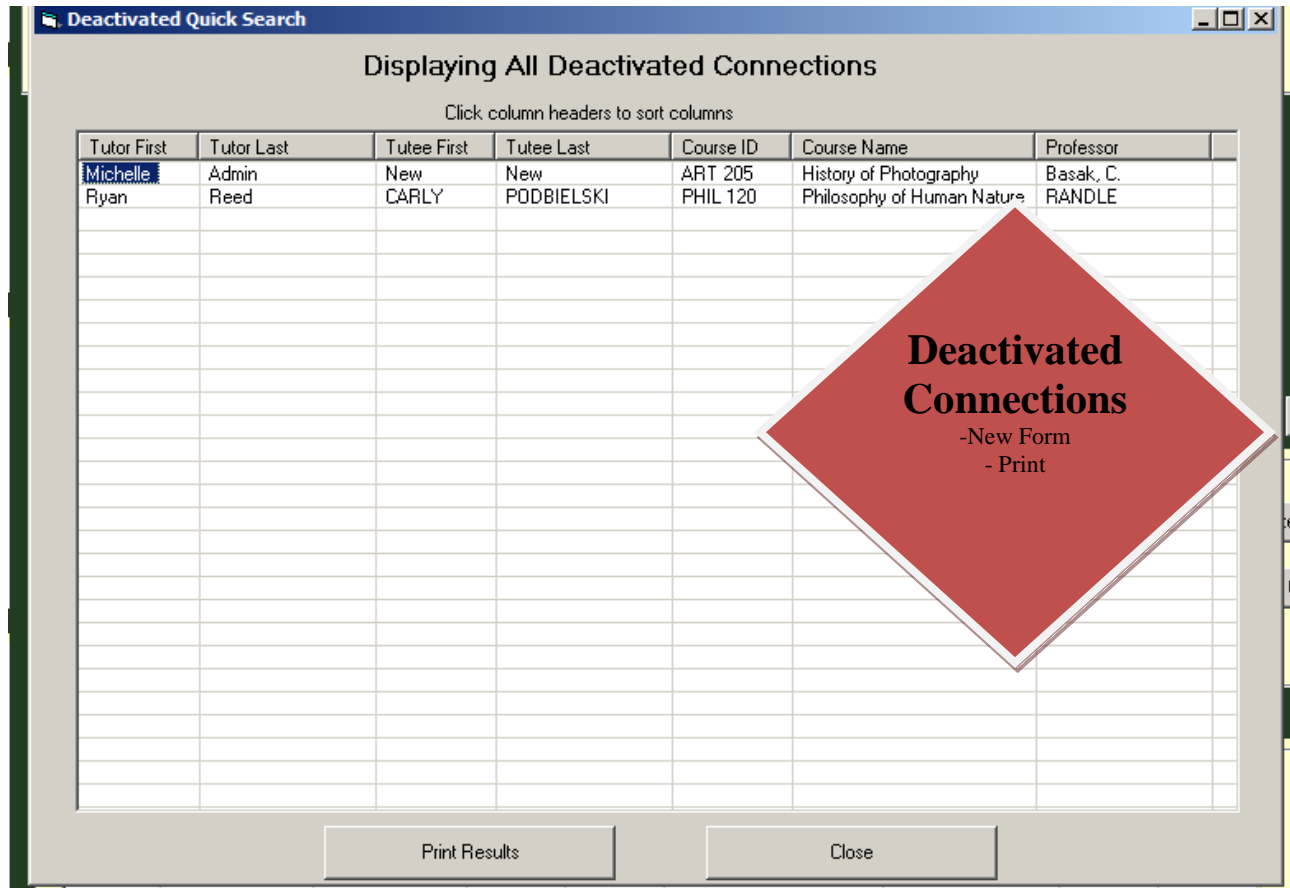 Deactivated Quick Search
Displaying All Deactivated Connections
Click column headers to sort columns
Tutor First Tutor Last Tutee First Tutee Last Course ID Course Name Professor
Michelle Admin New New ART 205 History of Photography Basak, C.
Ryan Reed CARLY PODBIELSKI PHIL 120 Philosophy of Human Nature RANDLE
Deactivated
Connections
-New Form
- Print
Print Results Close